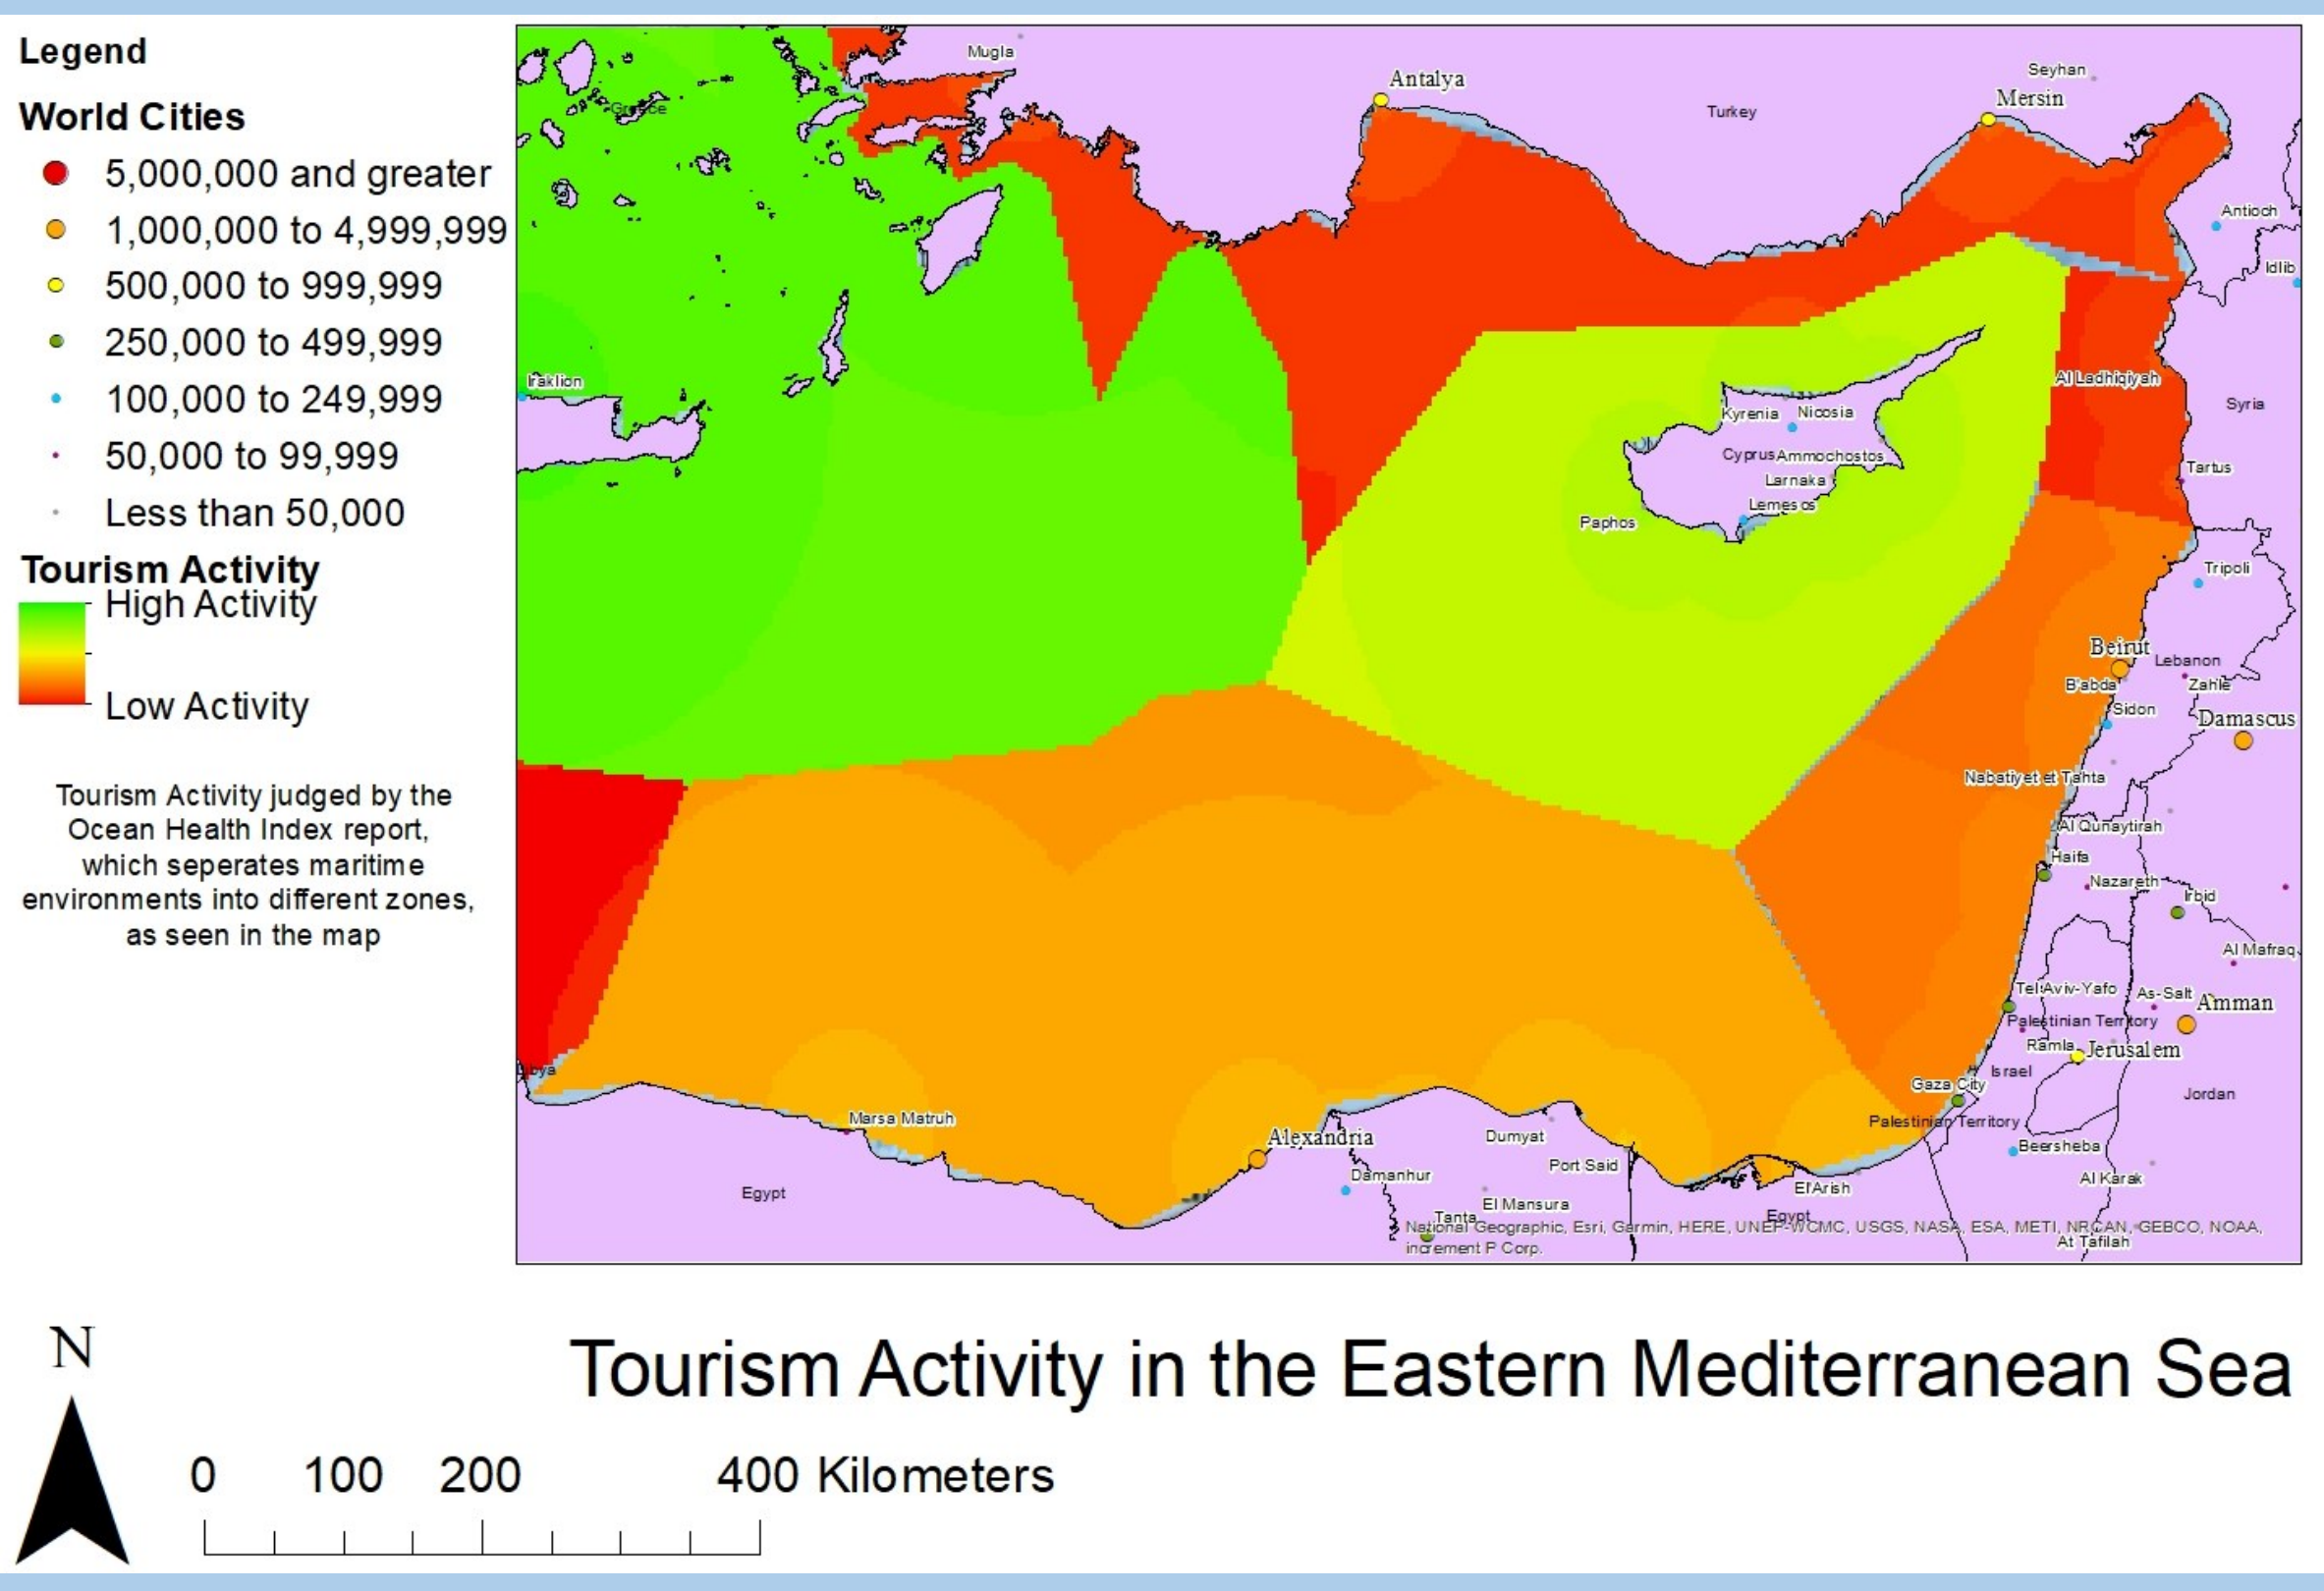 Legend
World Cities
5,000,000 and greater
1,000,000 to 4,999,999
500,000 to 999,999
250,000 to 499,999
100,000 to 249,999
50,000 to 99,999
Less than 50,000
Tourism Activity
High Activity
Low Activity
Tourism Activity judged by the
Ocean Health Index report,
which seperates maritime
environments into different zones,
as seen in the map
Mugla
Antalya
Seyhan
Mersin
Greece
Turkey
Antioch
Idlib
Iraklion
Al Ladhiqiyah
Syria
Kyrenia
Nicosia
Cyprus
Ammochostos
Larnaka
Lemesos
Paphos
Tartus
Tripoli
Beirut
Lebanon
B'abda
Zahle
Sidon
Damascus
Nabatiyet et Tahta
Al Qunaytirah
Haifa
Nazareth
Irbid
Al Mafraq
Tel Aviv-Yafo
As-Salt
Amman
Palestinian Territory
Ramla
Jerusalem
Libya
Israel
Gaza City
Jordan
Marsa Matruh
Palestinian Territory
Alexandria
Dumyat
Beersheba
Port Said
Damanhur
Al Karak
Egypt
El'Arish
El Mansura
Tanta
Egypt
National Geographic, Esri, Garmin, HERE, UNEP-WCMC, USGS, NASA, ESA, METI, NRCAN, GEBCO, NOAA,
increment P Corp.
At Tafilah
N
Tourism Activity in the Eastern Mediterranean Sea
0 100 200 400 Kilometers